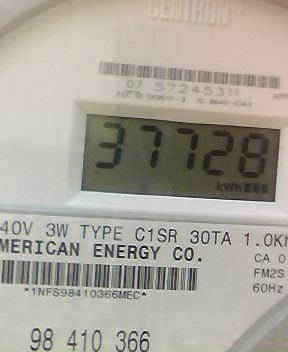 CENTRON
07 57245311
37728
kWh
40V 3W TYPE C1SR 30TA 1.0K
MERICAN ENERGY CO.
CA 0
FM2S
60Hz
*1NFS98410366MEC*
98 410 366